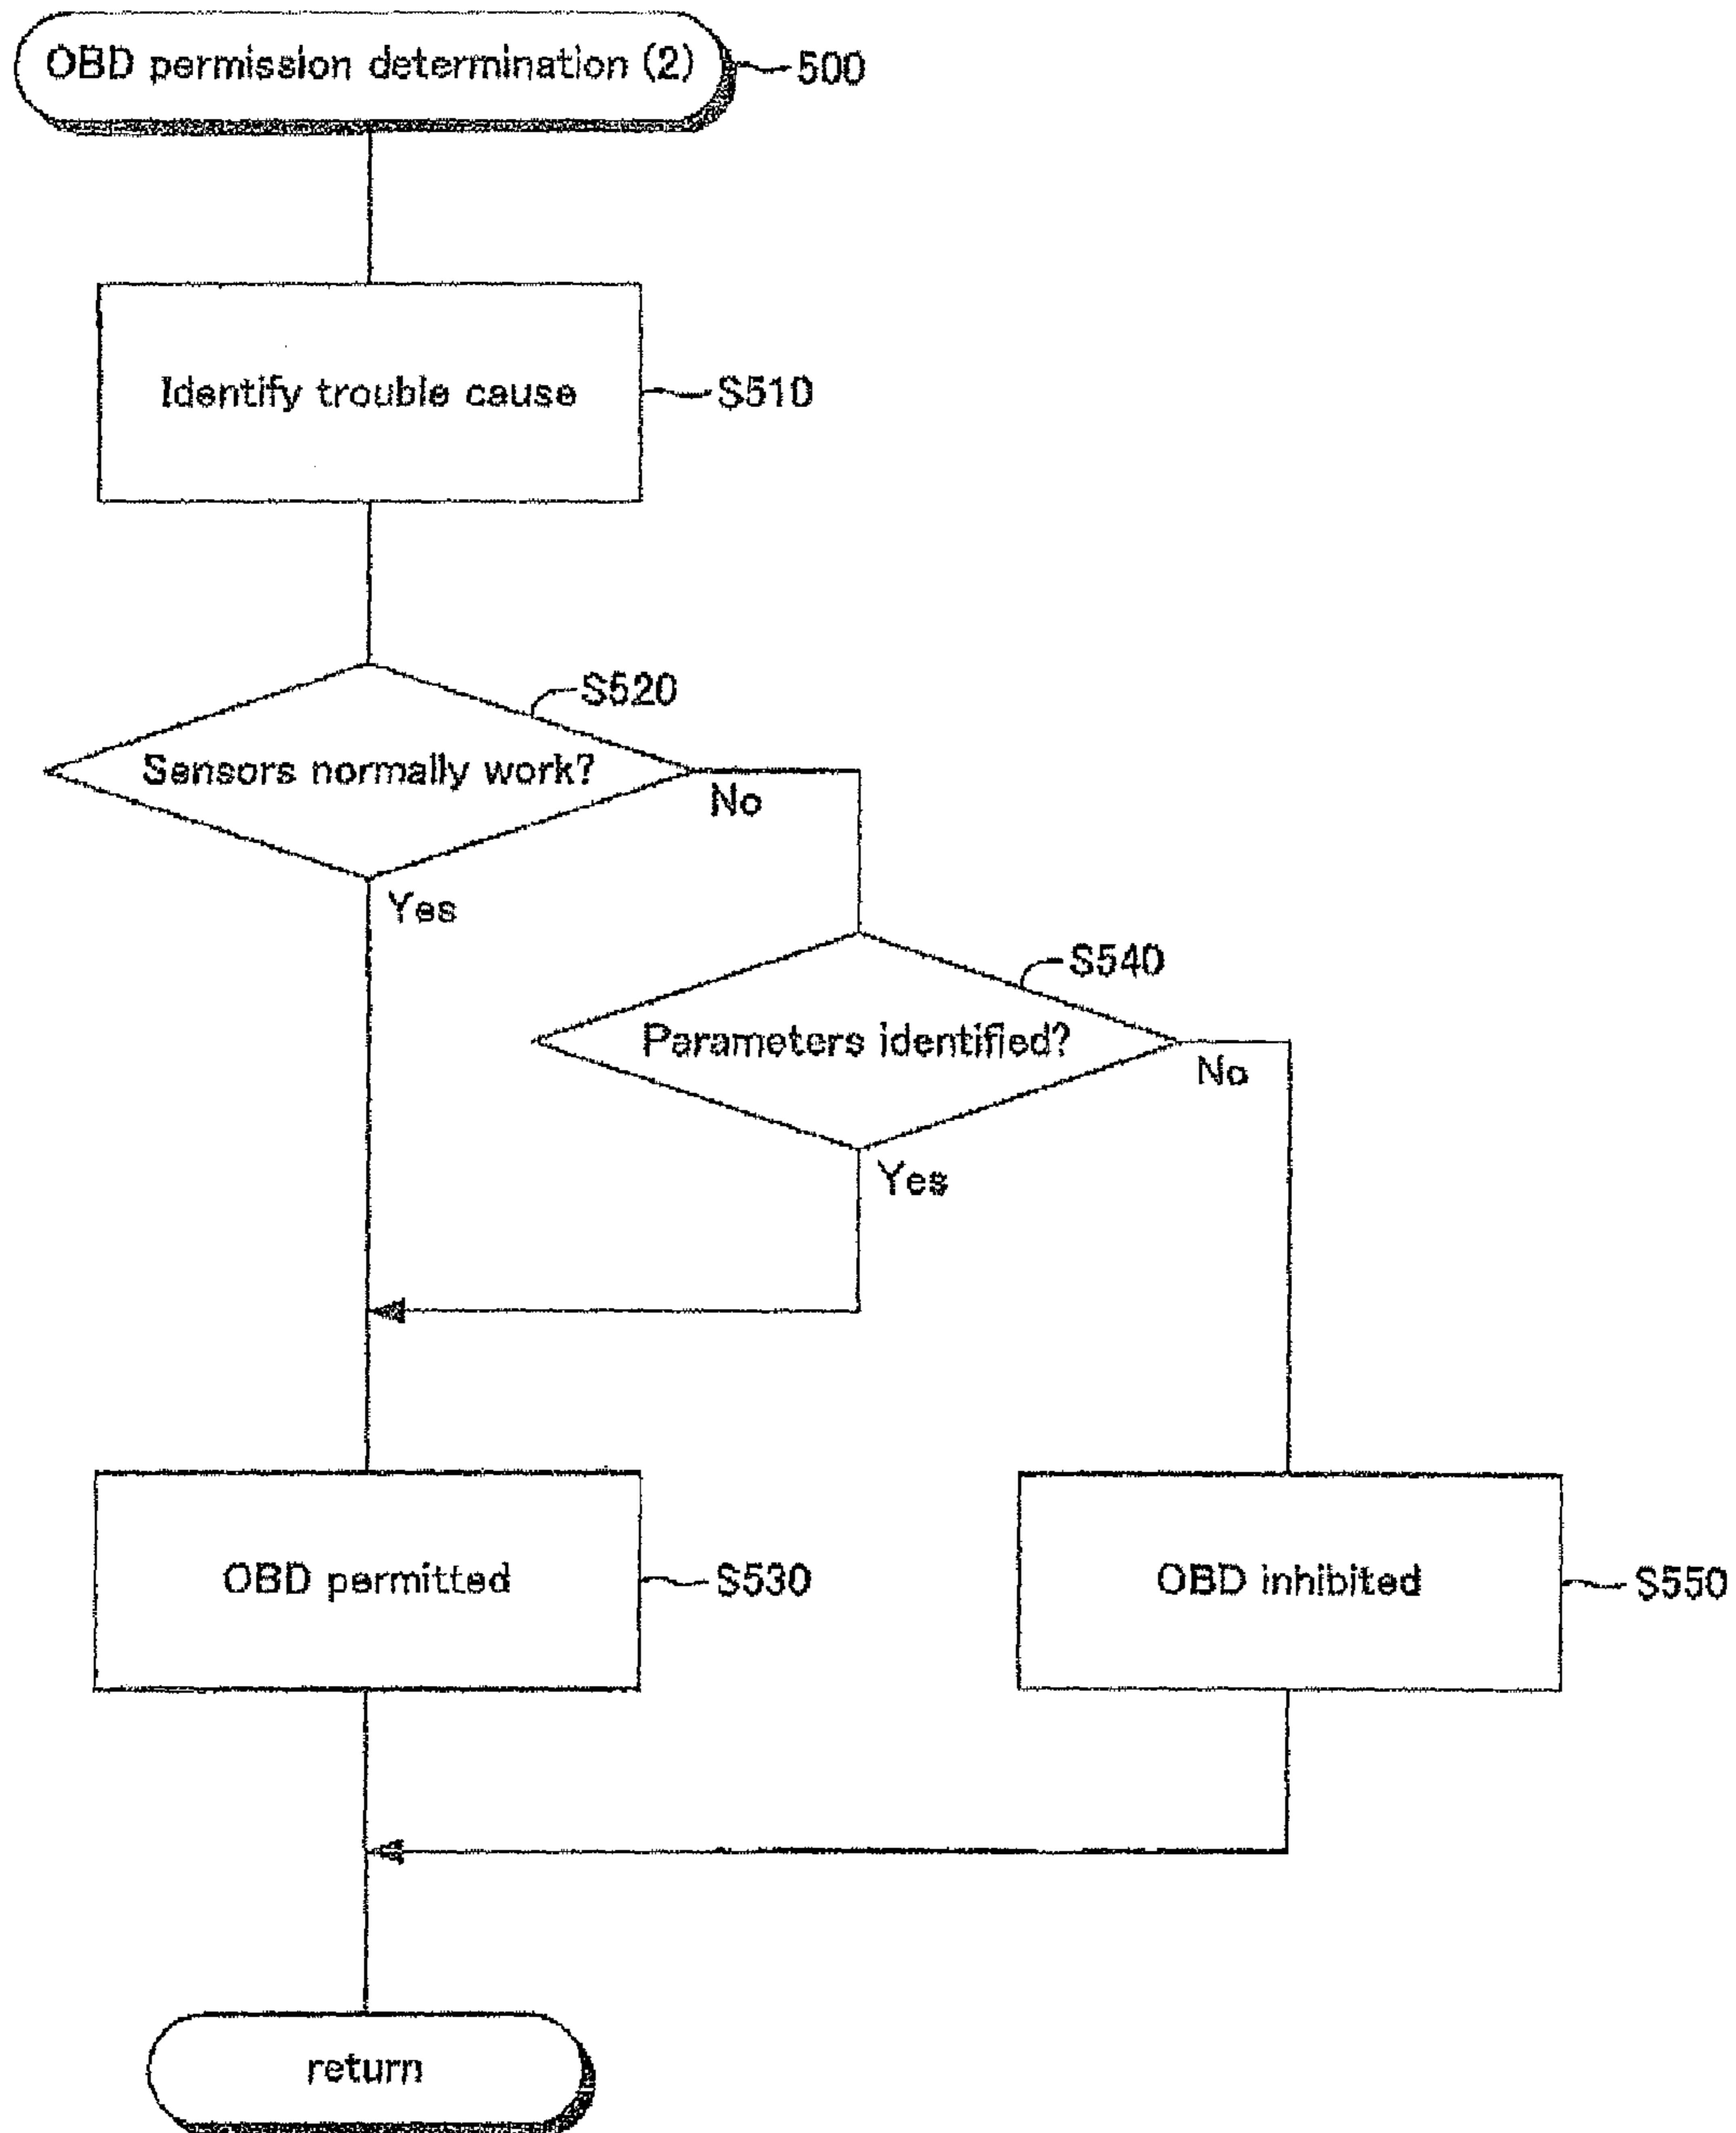 OBD permission determination (2)
500
Identify trouble cause
S510
S520
Sensors normally work?
No
Yes
S540
Parameters identified?
No
Yes
OBD permitted
S530
OBD inhibited
S550
return